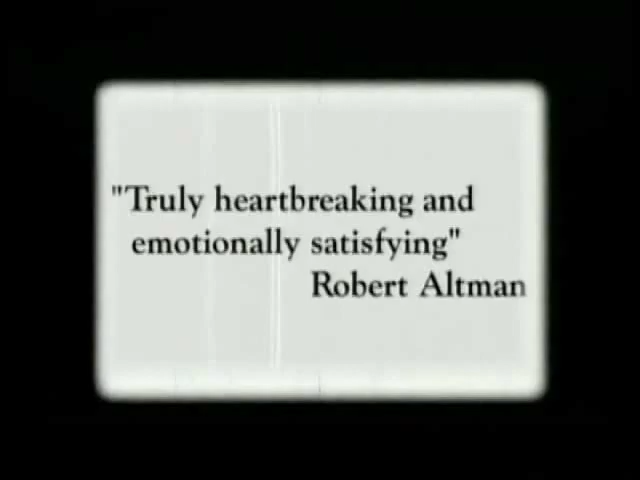 "Truly heartbreaking and
emotionally satisfying"
Robert Altman